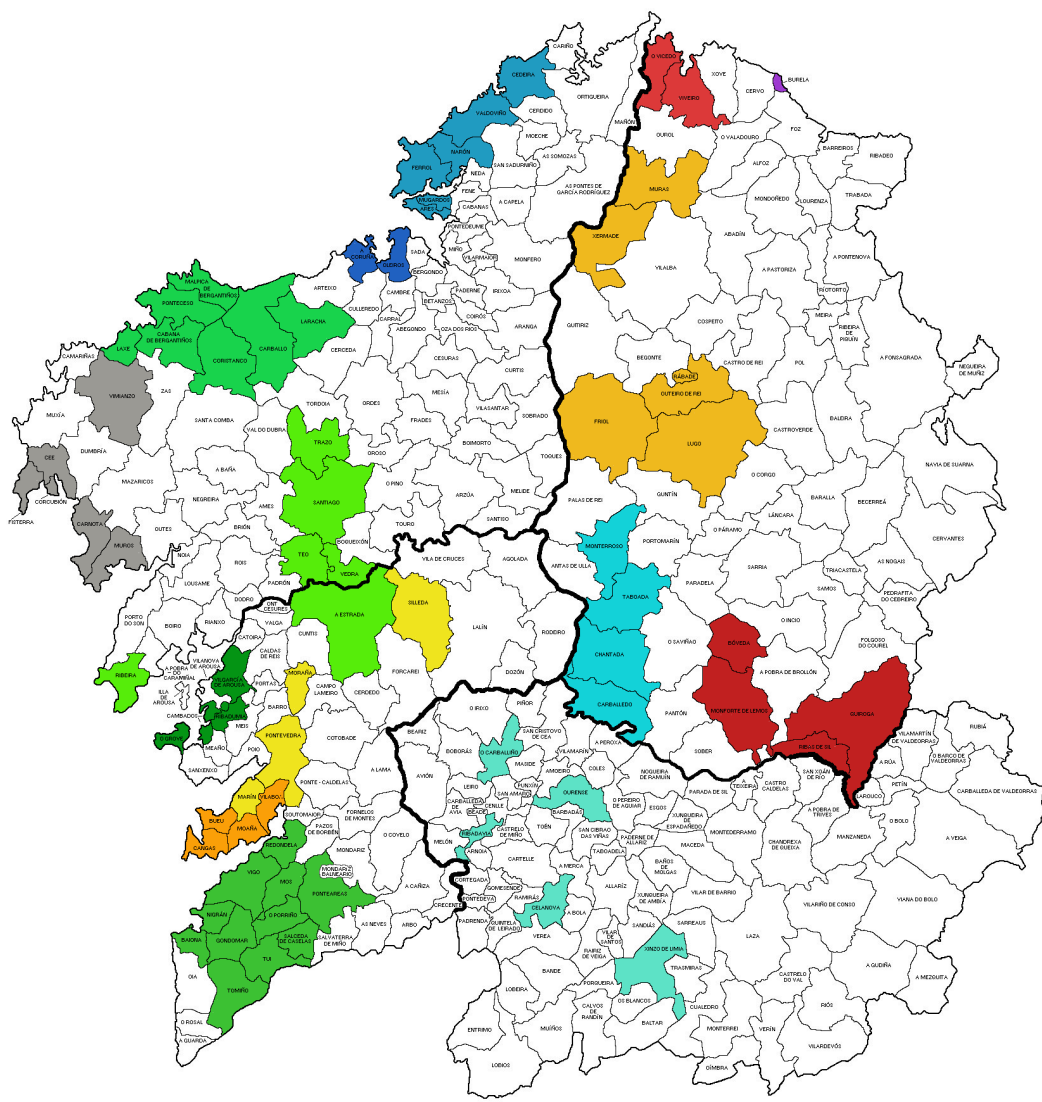 CARIÑO
O VICEDO
CEDEIRA
XOVE
BURELA
ORTIGUEIRA
VIVEIRO
CERVO
VALDOVIÑO
CERDIDO
MAÑÓN
MOECHE
OUROL
O VALADOURO
FOZ
NARÓN
AS SOMOZAS
BARREIROS
RIBADEO
FERROL
SAN SADURNIÑO
ALFOZ
NEDA
AS PONTES DE
GARCÍA RODRÍGUEZ
MURAS
FENE
MUGARDOS
A CAPELA
MONDOÑEDO
LOURENZA
TRABADA
ARES
CABANAS
PONTEDEUME
XERMADE
ABADÍN
A
CORUÑA
SADA
MIÑO
MONFERO
VILARMAIOR
A PONTENOVA
OLEIROS
BERGONDO
VILALBA
A PASTORIZA
MALPICA
DE
BERGANTIÑOS
ARTEIXO
CAMBRE
PADERNE
IRIXOA
RIOTORTO
PONTECESO
CULLEREDO
BETANZOS
COIRÓS
MEIRA
LARACHA
CARRAL
ABEGONDO
OZA DOS RIOS
ARANGA
GUITIRIZ
COSPEITO
RIBEIRA
DE
PIQUÍN
CABANA
DE BERGANTIÑOS
LAXE
CARBALLO
CORISTANCO
CERCEDA
CESURAS
BEGONTE
CASTRO DE REI
POL
A FONSAGRADA
CAMARIÑAS
CURTIS
NEGUEIRA
DE MUÑIZ
RÁBADE
OUTEIRO DE REI
VIMIANZO
ZAS
MESÍA
TORDOIA
ORDES
VILASANTAR
SOBRADO
MUXÍA
SANTA COMBA
FRADES
FRIOL
BALEIRA
VAL DO DUBRA
CASTROVERDE
TRAZO
BOIMORTO
LUGO
DUMBRÍA
CEE
OROSO
TOQUES
A BAÑA
NAVIA DE SUARNA
O CORGO
MAZARICOS
O PINO
MELIDE
ARZÚA
GUNTÍN
BARALLA
BECERREÁ
CORCUBIÓN
NEGREIRA
SANTIAGO
PALAS DE REI
AMES
LÁNCARA
FISTERRA
CARNOTA
OUTES
BRIÓN
TOURO
SANTISO
O PÁRAMO
PORTOMARÍN
CERVANTES
MUROS
BOQUEIXÓN
MONTERROSO
NOIA
TEO
VILA DE CRUCES
AGOLADA
ROIS
ANTAS DE ULLA
SARRIA
TRIACASTELA
AS NOGAIS
VEDRA
LOUSAME
PADRÓN
PARADELA
SAMOS
SILLEDA
TABOADA
PEDRAFITA
DO CEBREIRO
DODRO
PORTO
DO SON
RIANXO
A ESTRADA
O INCIO
BOIRO
VALGA
LALÍN
CATOIRA
CUNTIS
RODEIRO
O SAVIÑAO
BÓVEDA
FOLGOSO
DO COUREL
CALDAS
DE REIS
CHANTADA
VILANOVA
DE AROUSA
A POBRA
DO
CARAMIÑAL
RIBEIRA
MORAÑA
FORCAREI
DOZÓN
A POBRA DE BROLLÓN
VILAGARCÍA
DE AROUSA
PORTAS
CAMPO
LAMEIRO
CERDEDO
ILLA
DE
AROUSA
CARBALLEDO
PANTÓN
MONFORTE DE LEMOS
QUIROGA
BARRO
PIÑOR
O IRIXO
CAMBADOS
RIBADUMIA
MEIS
PONTEVEDRA
COTOBADE
BEARIZ
SAN CRISTOVO
DE CEA
O GROVE
MEAÑO
POIO
BOBORÁS
O CARBALLIÑO
VILAMARÍN
A PEROXA
SOBER
RIBAS DE SIL
RUBIÁ
VILAMARTÍN
DE VALDEORRAS
O BARCO DE
VALDEORRAS
A RÚA
SANXENXO
MASIDE
A LAMA
AVIÓN
AMOEIRO
COLES
NOGUEIRA
DE RAMUÍN
SAN XOÁN
DE RÍO
PONTE - CALDELAS
A
TEIXEIRA
CASTRO
CALDELAS
PETÍN
LEIRO
PUNXÍN
SAN AMARO
OURENSE
O PEREIRO
DE AGUIAR
PARADA DE SIL
LAROUCO
CARBALLEDA DE VALDEORRAS
MARÍN
CARBALLEDA
DE
AVIA
CENLLE
BEADE
ESGOS
SOUTOMAIOR
FORNELOS
DE MONTES
BARBADÁS
A POBRA DE
TRIVES
O BOLO
BUEU
MOAÑA
PAZOS
DE BORBÉN
O COVELO
RIBADAVIA
CASTRELO
DE MIÑO
TOÉN
SAN CIBRAO
DAS VIÑAS
XUNQUEIRA
DE
ESPADAÑEDO
MONTEDERRAMO
MANZANEDA
A VEIGA
PADERNE DE
ALLARIZ
CHANDREXA
DE QUEIXA
CANGAS
REDONDELA
MONDARIZ
MELÓN
ARNOIA
CARTELLE
A MERCA
TABOADELA
MACEDA
MONDARIZ
BALNEARIO
BAÑOS
DE
MOLGAS
VIGO
MOS
PONTEAREAS
A CAÑIZA
CORTEGADA
GOMESENDE
RAMIRÁS
CELANOVA
ALLARÍZ
XUNQUEIRA
DE
AMBÍA
VILAR DE BARRIO
PONTEDEVA
CRECENTE
VIANA DO BOLO
VILARIÑO DE CONSO
NIGRÁN
O PORRIÑO
AS NEVES
ARBO
PADRENDA
QUINTELA
DE LEIRADO
A BOLA
SANDIÁS
SARREAUS
BAIONA
GONDOMAR
SALCEDA
DE CASELAS
SALVATERRA
DE MIÑO
VEREA
VILAR
DE
SANTOS
LAZA
XINZO DE LIMIA
TUI
RAIRIZ
DE VEIGA
A GUDIÑA
OIA
BANDE
TRASMIRAS
CASTRELO
DO VAL
A MEZQUITA
TOMIÑO
LOBEIRA
PORQUEIRA
OS BLANCOS
CUALEDRO
RIÓS
O ROSAL
ENTRIMO
MUÍÑOS
CALVOS
DE
RANDÍN
BALTAR
MONTERREI
VERÍN
A GUARDA
VILARDEVÓS
LOBIOS
OÍMBRA